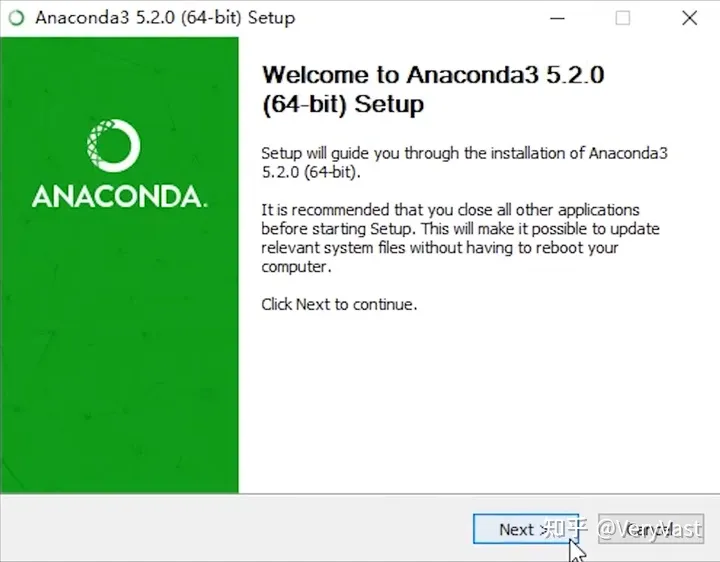 Anaconda3 5.2.0 (64-bit) Setup
Welcome to Anaconda3 5.2.0
(64-bit) Setup
Setup will guide you through the installation of Anaconda3
5.2.0 (64-bit).
It is recommended that you close all other applications
before starting Setup. This will make it possible to update
relevant system files without having to reboot your
computer.
Click Next to continue.
ANACONDA.
Next >
Cancel
知乎 @VeryVast